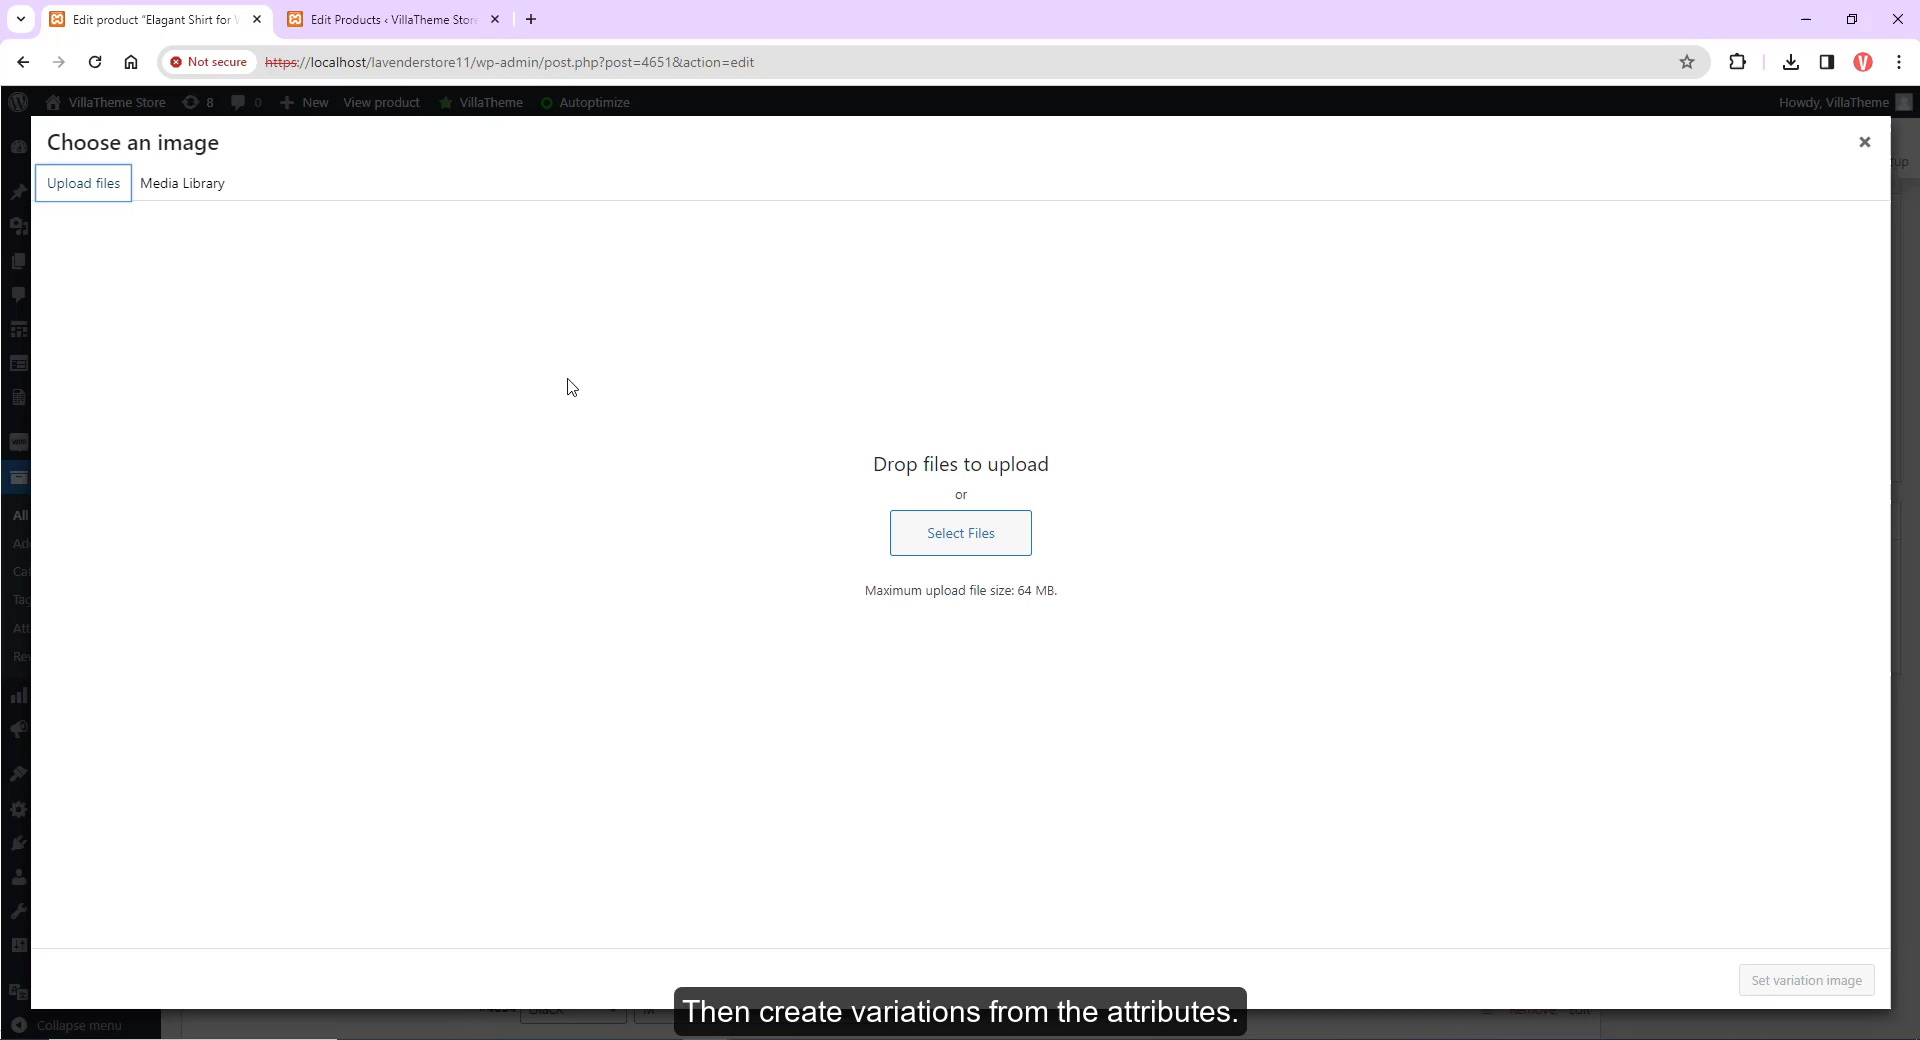 Edit product "Elagant Shirt for
Edit Products ‹ VillaTheme Store
Not secure
https://localhost/lavenderstore11/wp-admin/post.php?post=4651&action=edit
VillaTheme Store
8
0
New
View product
VillaTheme
Autoptimize
Howdy, VillaTheme
Choose an image
Upload files
Media Library
All
Drop files to upload
or
Select Files
Maximum upload file size: 64 MB.
Set variation image
Then create variations from the attributes.
Collapse menu